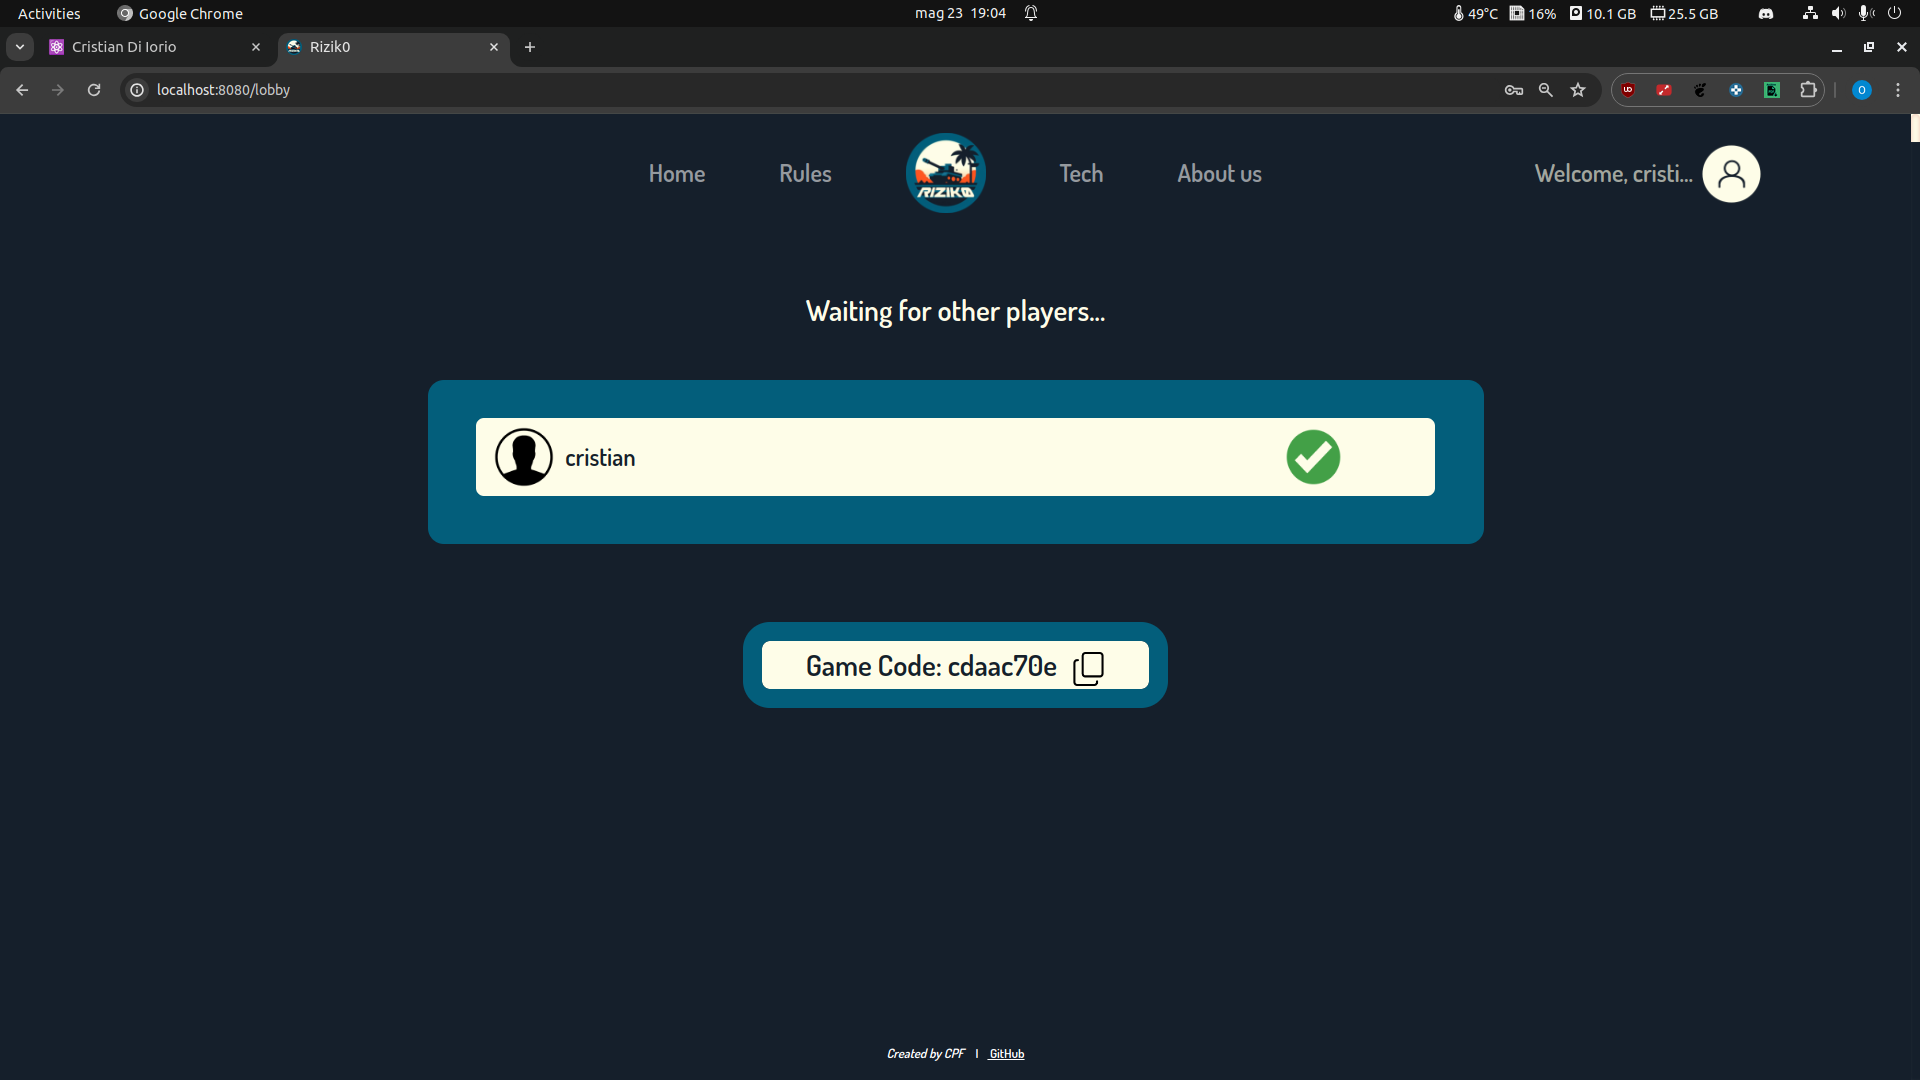 Activities
Google Chrome
mag 23 19:04
49°C
16%
10.1 GB
25.5 GB
Cristian Di Iorio
Rizik0
localhost:8080/lobby
O
Home
Rules
RIZIK0
Tech
About us
Welcome, cristi...
Waiting for other players...
cristian
Game Code: cdaac70e
Created by CPF | GitHub